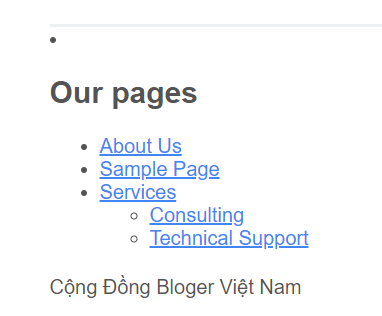 Our pages
About Us
Sample Page
Services
Consulting
Technical Support
Cộng Đồng Bloger Việt Nam